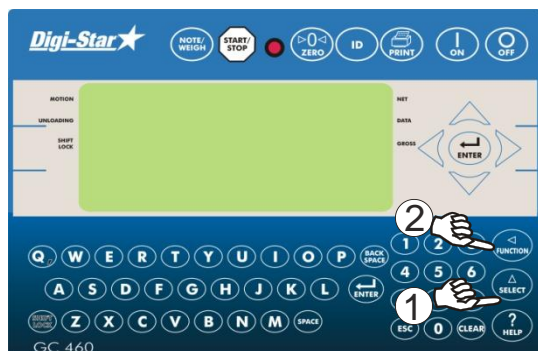 Digi-Star
NOTE/
WEIGH
START/
STOP
>0<
ZERO
ID
PRINT
ON
OFF
MOTION
UNLOADING
SHIFT
LOCK
NET
DATA
GROSS
ENTER
2
1 2
FUNCTION
Q W E R T Y U I O P BACK
SPACE
4 5 6
SELECT
A S D F G H J K L ENTER
1
SHIFT
LOCK Z X C V B N M SPACE
ESC 0 CLEAR ?
HELP
GC 460